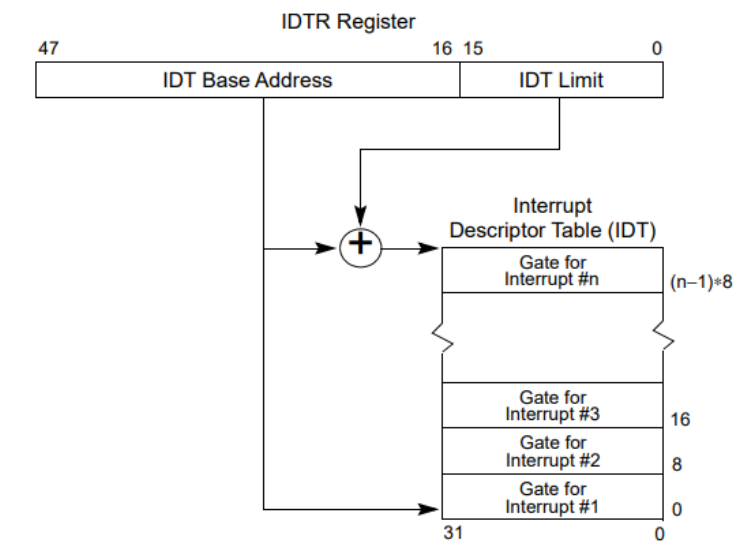 IDTR Register
47 16 15 0
IDT Base Address IDT Limit
+
Interrupt
Descriptor Table (IDT)
Gate for
Interrupt #n
(n–1)∗8
Gate for
Interrupt #3
16
Gate for
Interrupt #2
8
Gate for
Interrupt #1
0
31 0